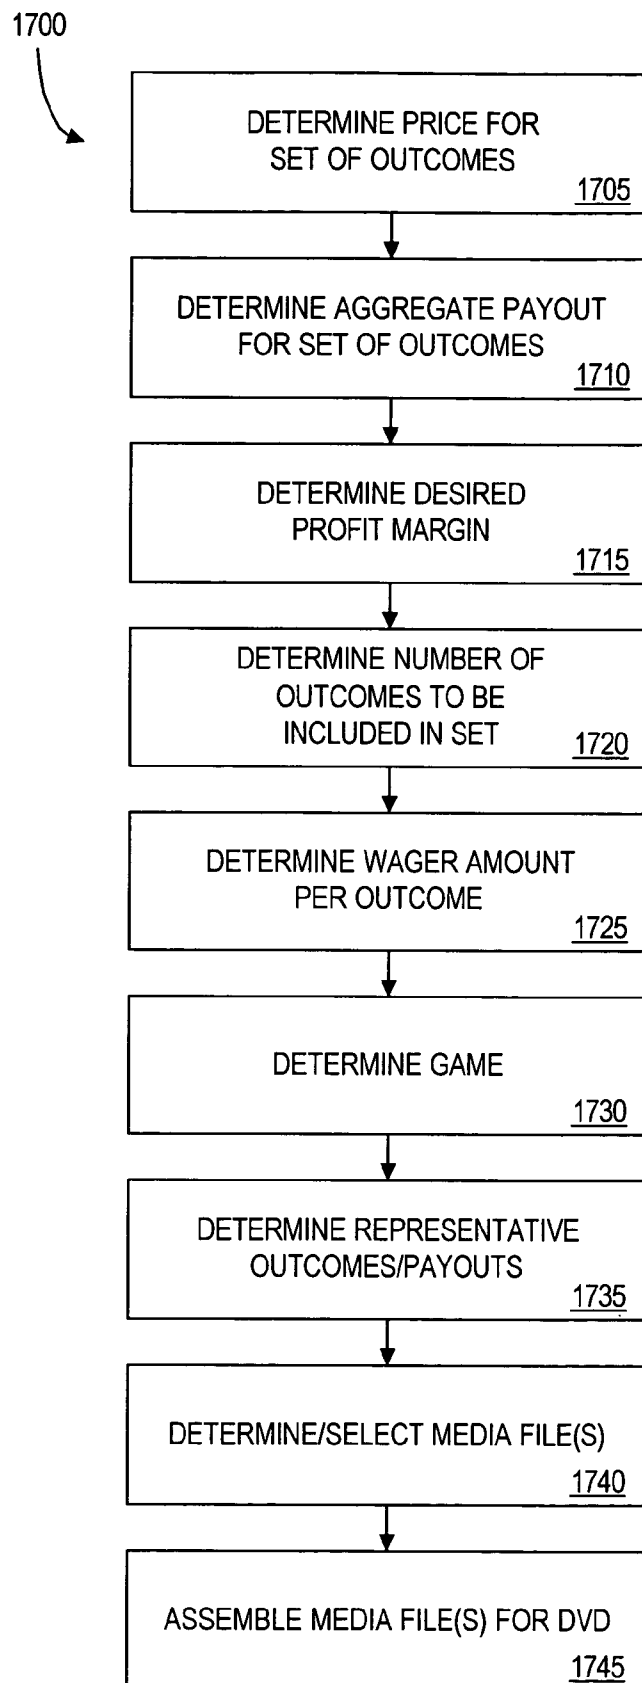 1700
DETERMINE PRICE FOR
SET OF OUTCOMES
1705
DETERMINE AGGREGATE PAYOUT
FOR SET OF OUTCOMES
1710
DETERMINE DESIRED
PROFIT MARGIN
1715
DETERMINE NUMBER OF
OUTCOMES TO BE
INCLUDED IN SET
1720
DETERMINE WAGER AMOUNT
PER OUTCOME
1725
DETERMINE GAME
1730
DETERMINE REPRESENTATIVE
OUTCOMES/PAYOUTS
1735
DETERMINE/SELECT MEDIA FILE(S)
1740
ASSEMBLE MEDIA FILE(S) FOR DVD
1745